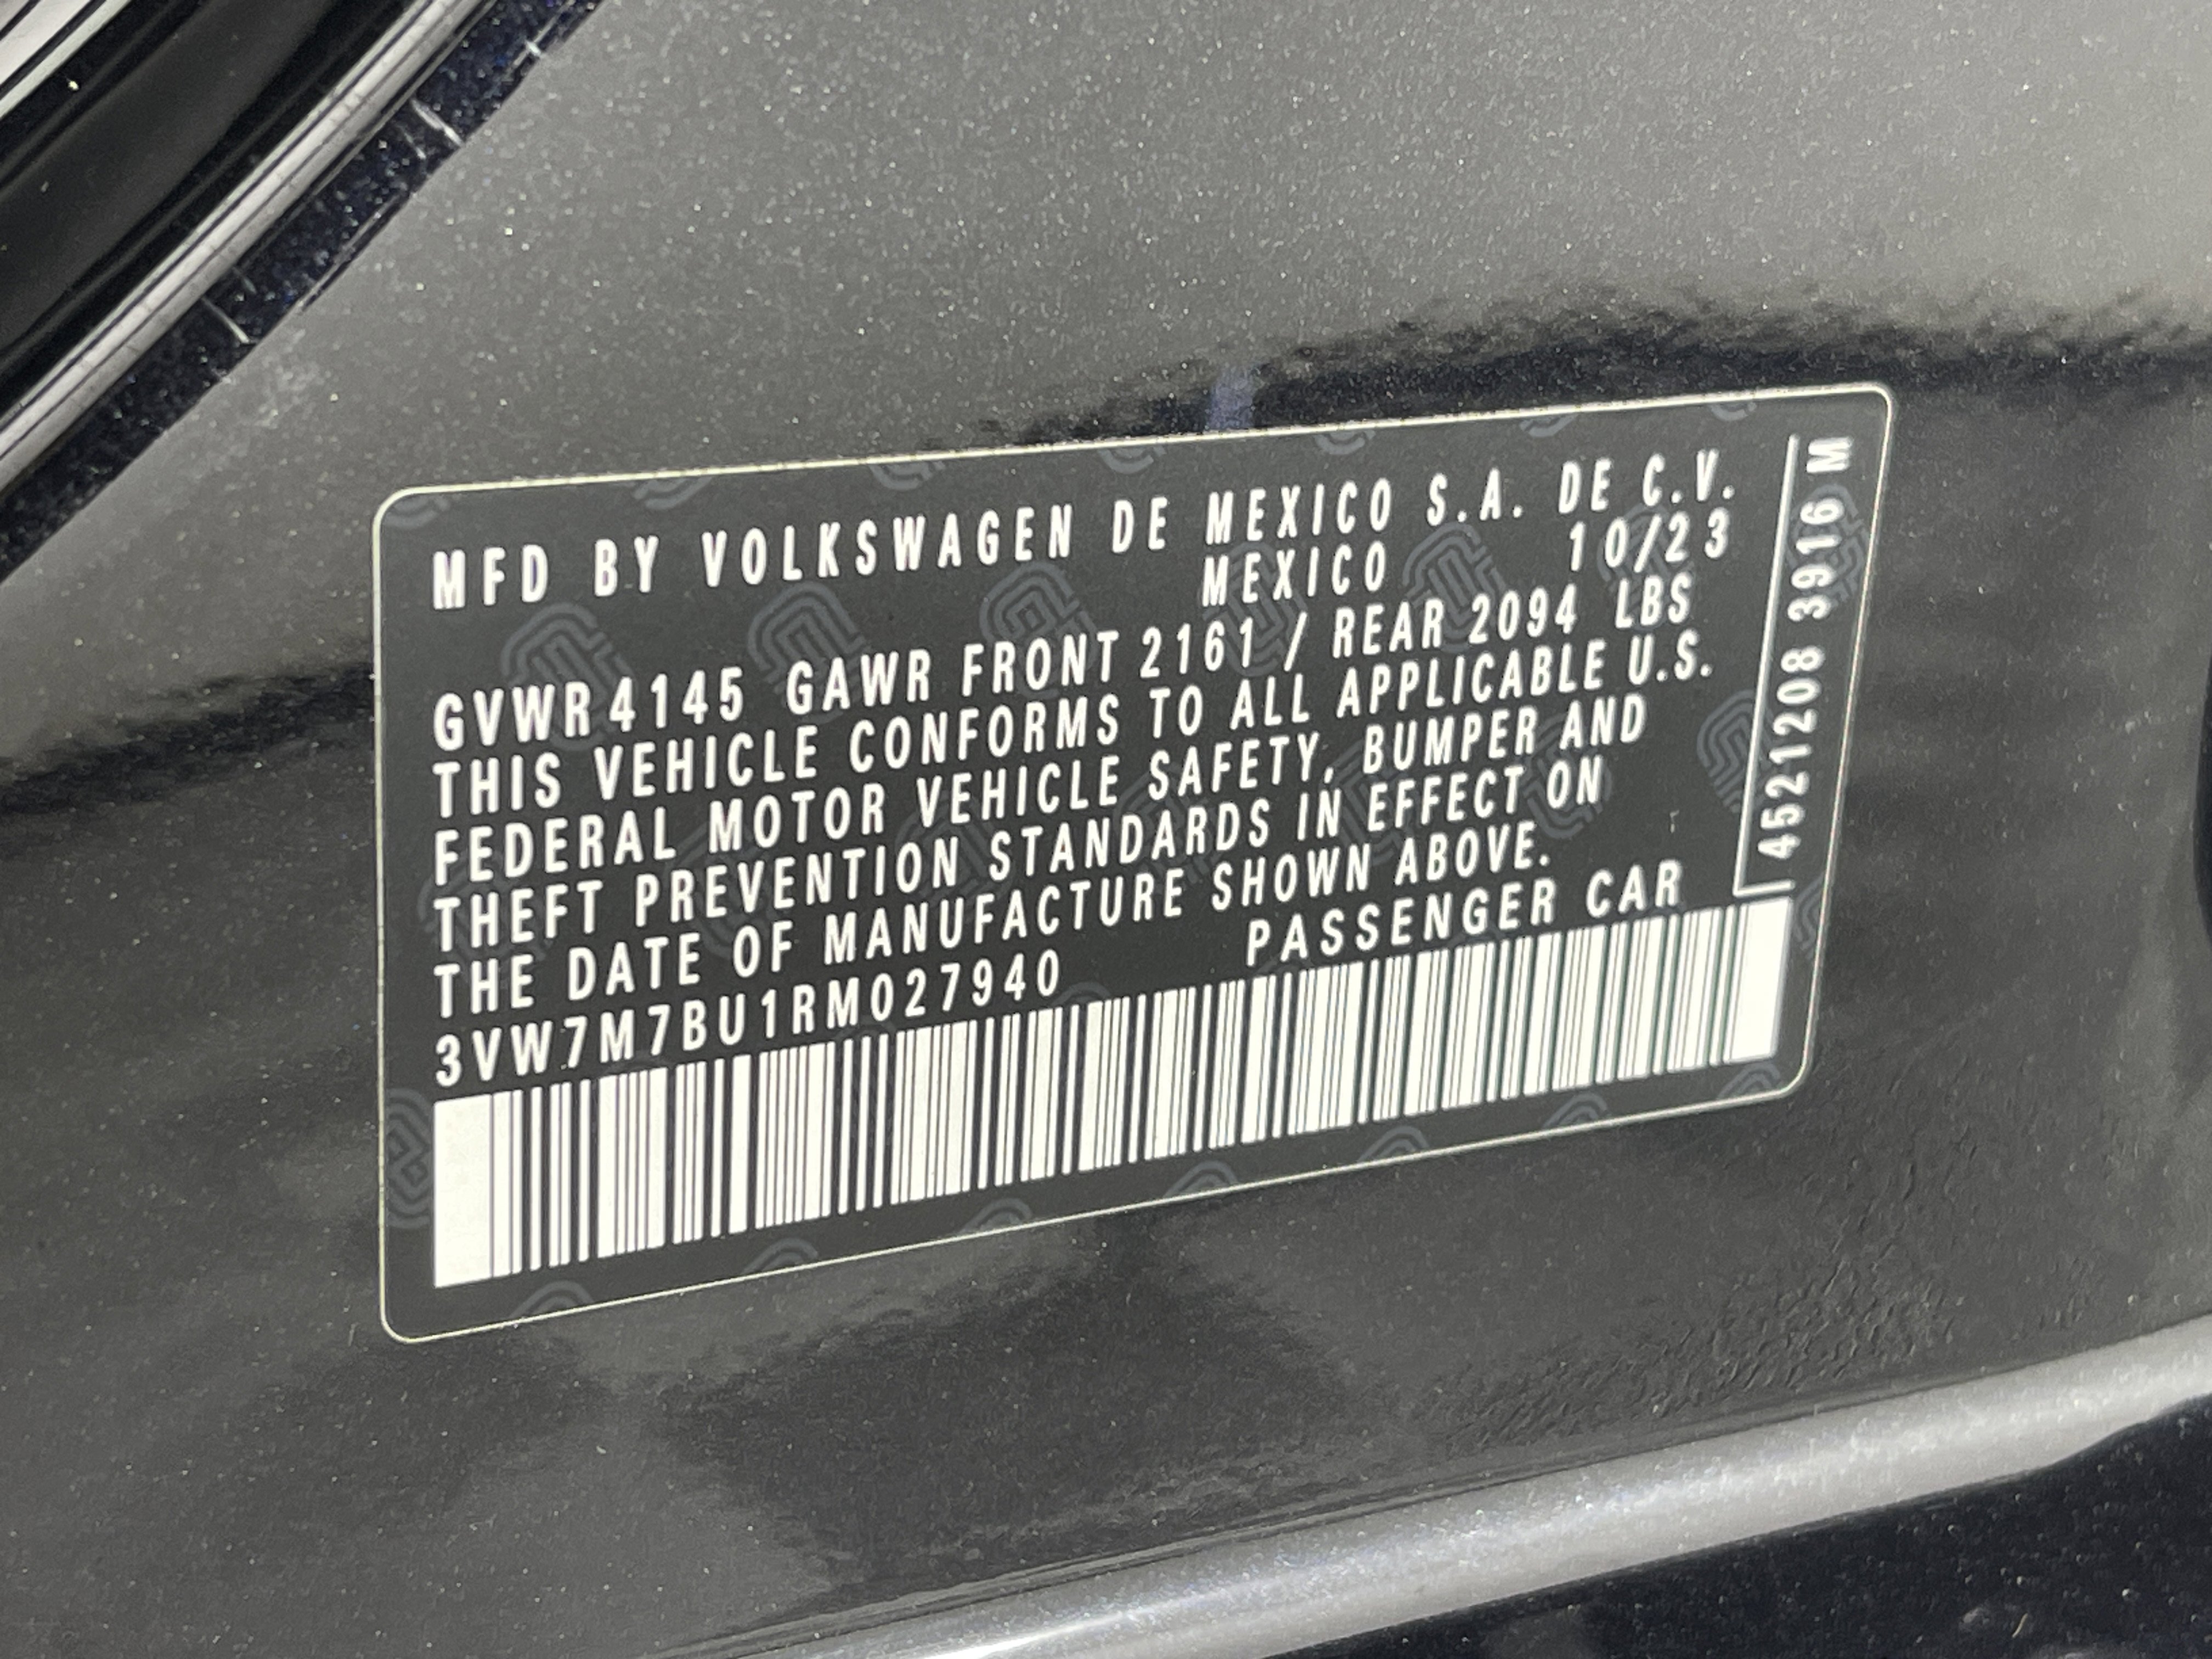 MFD BY VOLKSWAGEN DE MEXICO S.A. DE C.V.
MEXICO 10/23
GVWR 4145 GAWR FRONT 2161 / REAR 2094 LBS
THIS VEHICLE CONFORMS TO ALL APPLICABLE U.S.
FEDERAL MOTOR VEHICLE SAFETY, BUMPER AND
THEFT PREVENTION STANDARDS IN EFFECT ON
THE DATE OF MANUFACTURE SHOWN ABOVE.
3VW7M7BU1RM027940 PASSENGER CAR
4521208 3916 M